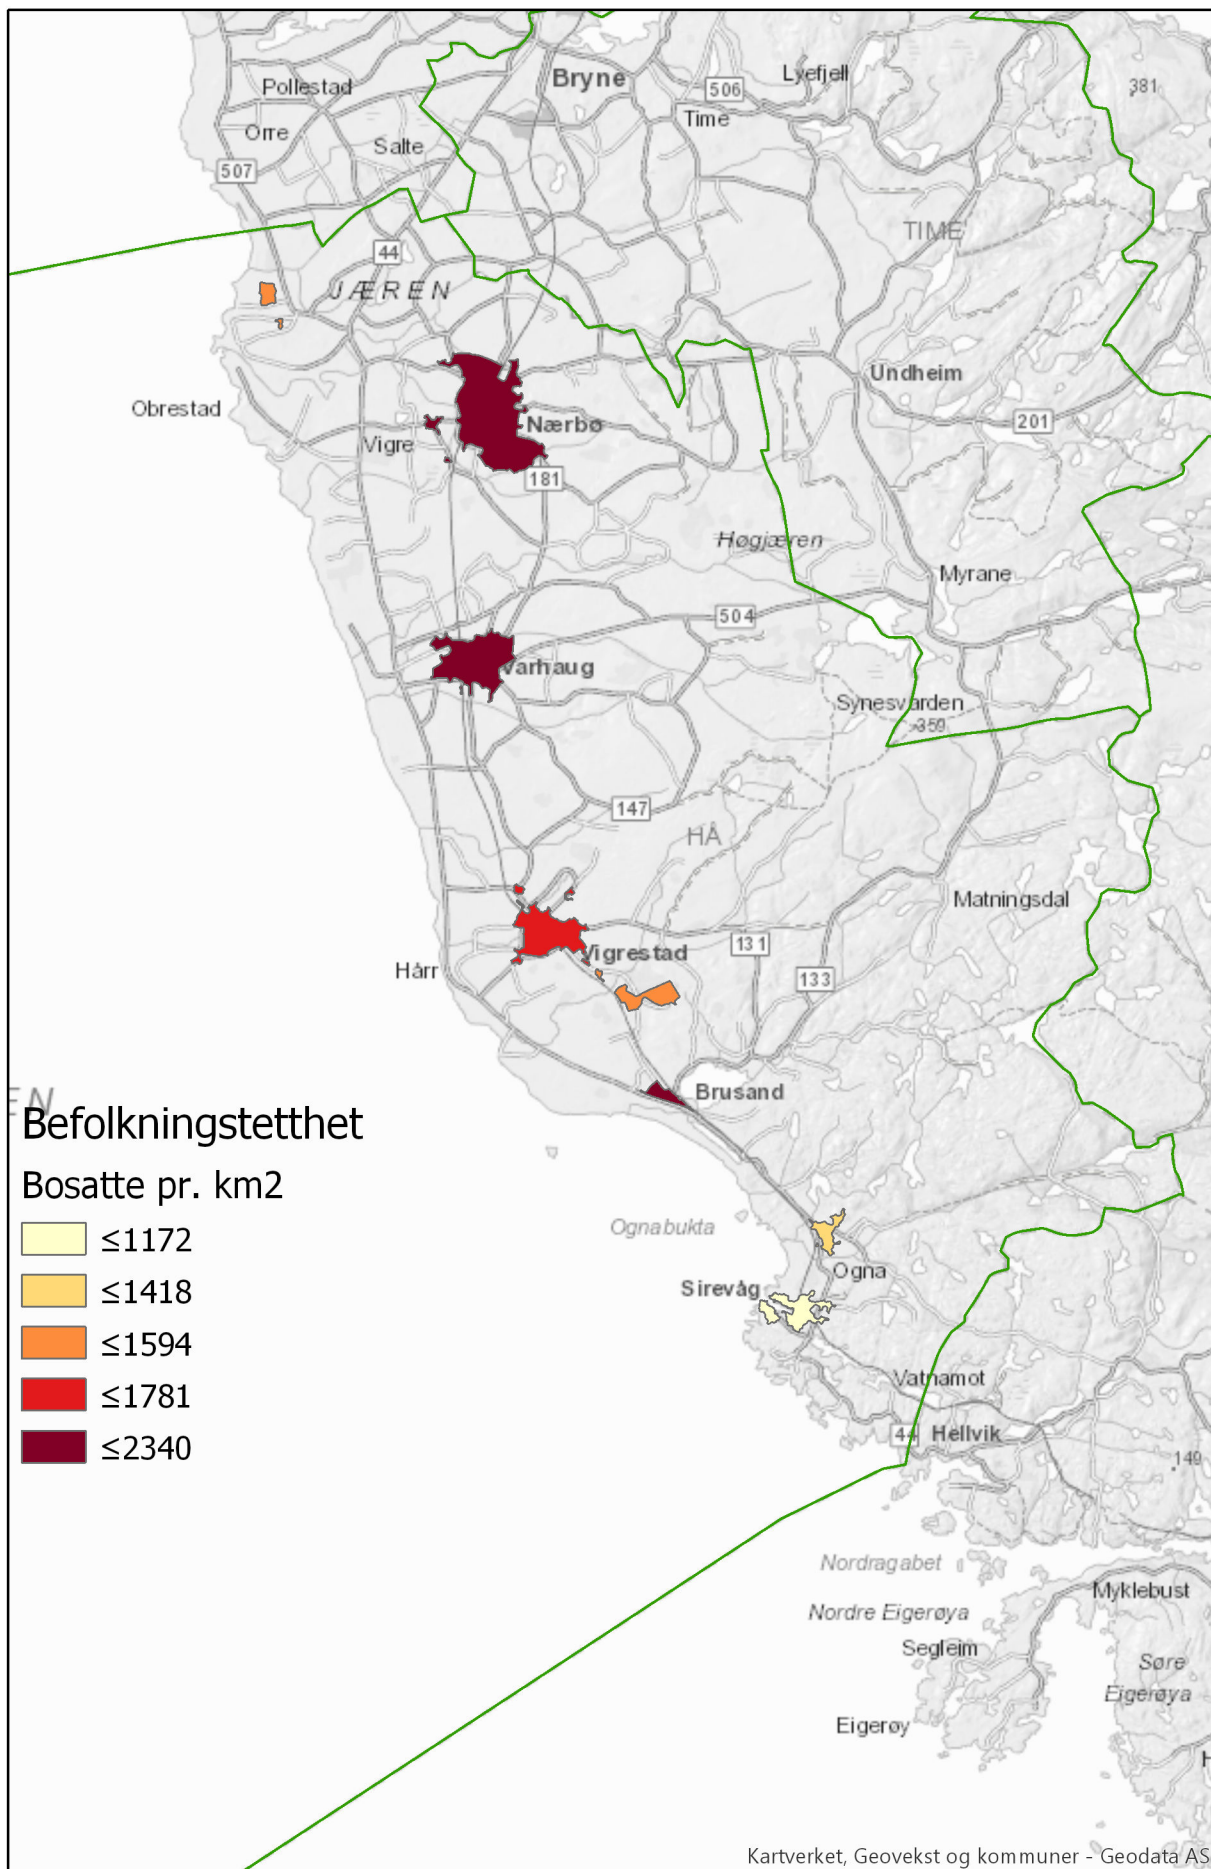 Bryne
Lyefjell
Pollestad
506
381
Time
Orre
Salte
507
TIME
44
JÆREN
Undheim
Obrestad
201
Nærbø
Vigre
181
Høgjæren
Myrane
504
Varhaug
Synesvarden
359
147
HÅ
Matningsdal
131
Vigrestad
Hårr
133
Brusand
EN
Befolkningstetthet
Bosatte pr. km2
≤1172
≤1418
≤1594
≤1781
≤2340
Ognabukta
Ogna
Sirevåg
Vatnamot
44
Hellvik
149
Nordragabet
Myklebust
Nordre Eigerøya
Segleim
Søre
Eigerøya
Eigerøy
H
Kartverket, Geovekst og kommuner - Geodata AS